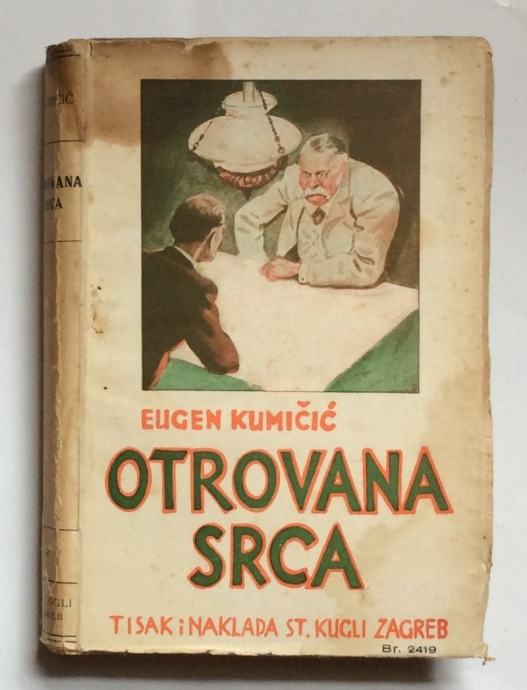 EUGEN KUMIČIĆ
OTROVANA
SRCA
TISAK i NAKLADA ST. KUGLI ZAGREB
Br. 2419